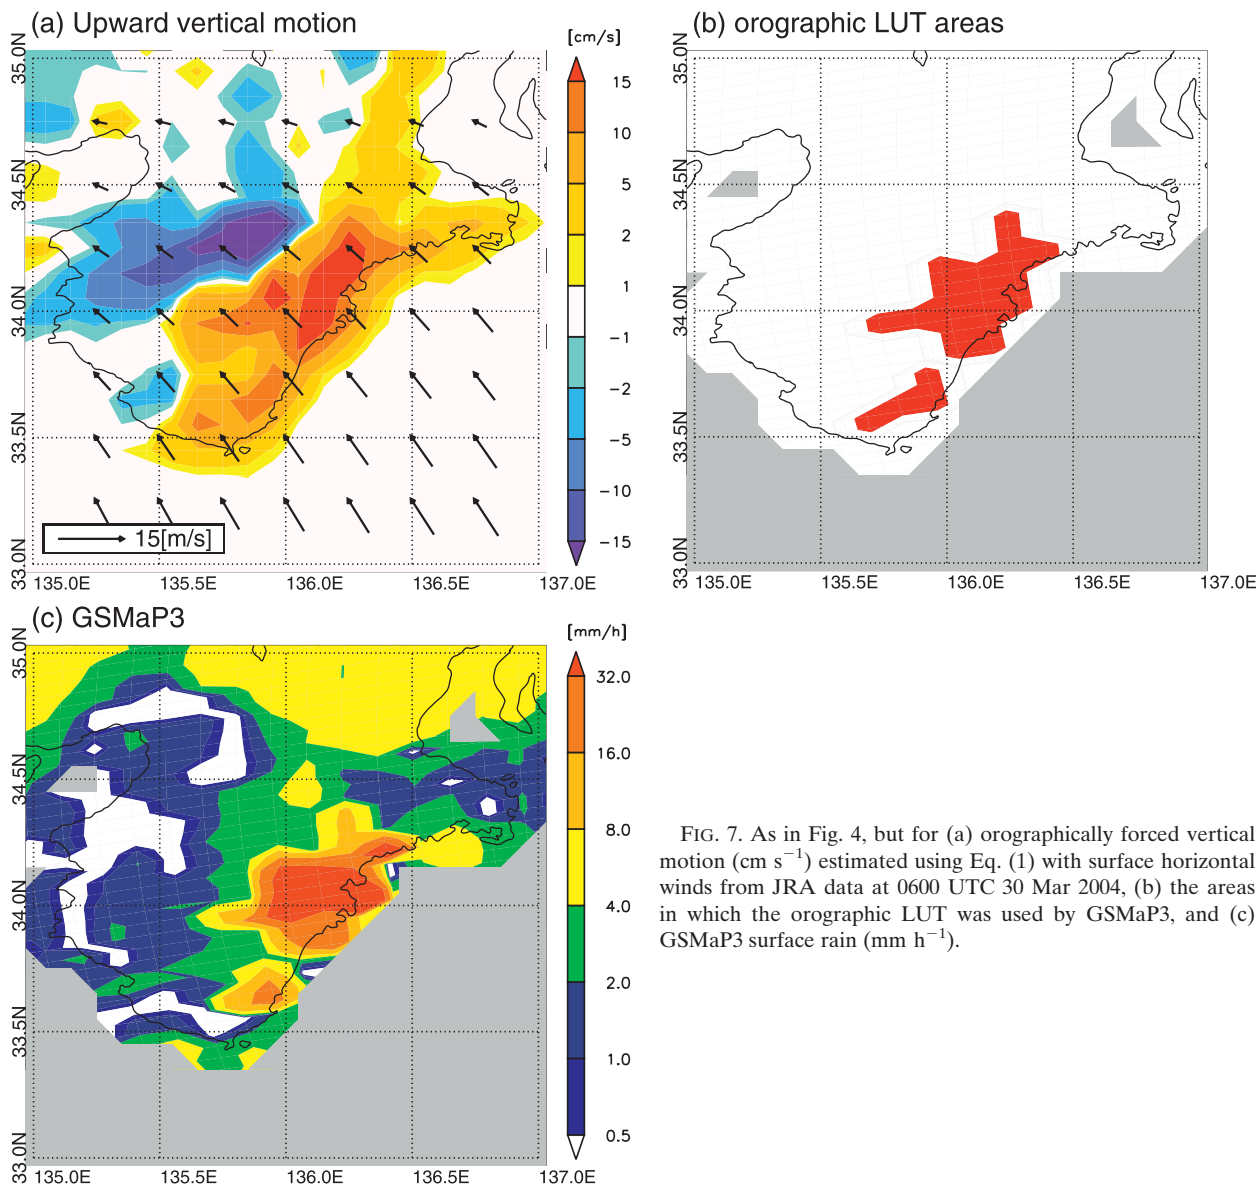 (a) Upward vertical motion
[cm/s]
35.0N
34.5N
34.0N
33.5N
33.0N
15
10
5
2
1
−1
−2
−5
−10
−15
15[m/s]
135.0E 135.5E 136.0E 136.5E 137.0E
(b) orographic LUT areas
35.0N
34.5N
34.0N
33.5N
33.0N
135.0E 135.5E 136.0E 136.5E 137.0E
(c) GSMaP3
[mm/h]
35.0N
34.5N
34.0N
33.5N
33.0N
32.0
16.0
8.0
4.0
2.0
1.0
0.5
135.0E 135.5E 136.0E 136.5E 137.0E
FIG. 7. As in Fig. 4, but for (a) orographically forced vertical
motion (cm s−1) estimated using Eq. (1) with surface horizontal
winds from JRA data at 0600 UTC 30 Mar 2004, (b) the areas
in which the orographic LUT was used by GSMaP3, and (c)
GSMaP3 surface rain (mm h−1).